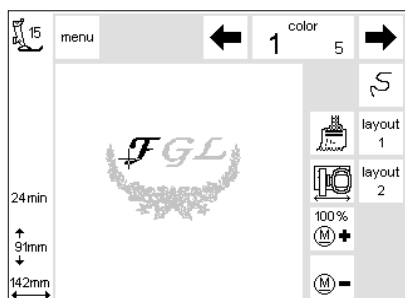 15
menu
color
1 5
S
layout
1
layout
2
FGL
24min
100%
M +
91mm
M -
142mm